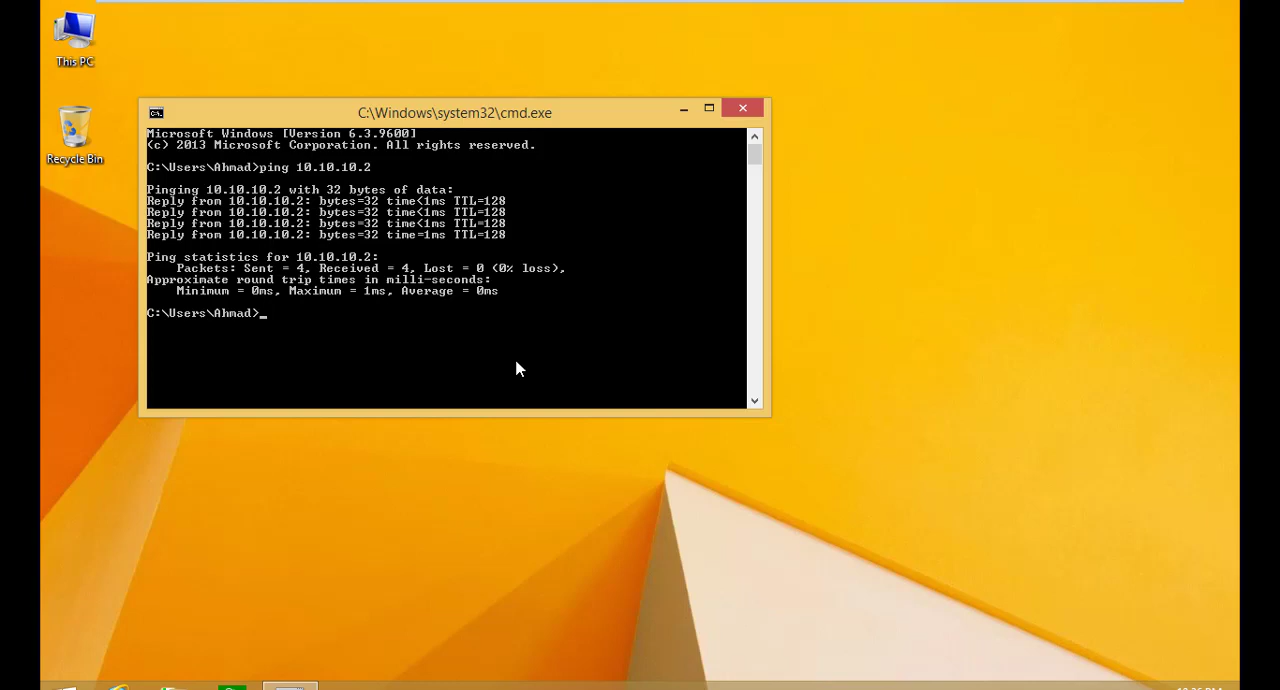 This PC
Recycle Bin
C:\Windows\system32\cmd.exe
Microsoft Windows [Version 6.3.9600]
(c) 2013 Microsoft Corporation. All rights reserved.
C:\Users\Ahmad>ping 10.10.10.2
Pinging 10.10.10.2 with 32 bytes of data:
Reply from 10.10.10.2: bytes=32 time<1ms TTL=128
Reply from 10.10.10.2: bytes=32 time<1ms TTL=128
Reply from 10.10.10.2: bytes=32 time<1ms TTL=128
Reply from 10.10.10.2: bytes=32 time=1ms TTL=128
Ping statistics for 10.10.10.2:
Packets: Sent = 4, Received = 4, Lost = 0 (0% loss),
Approximate round trip times in milli-seconds:
Minimum = 0ms, Maximum = 1ms, Average = 0ms
C:\Users\Ahmad>_